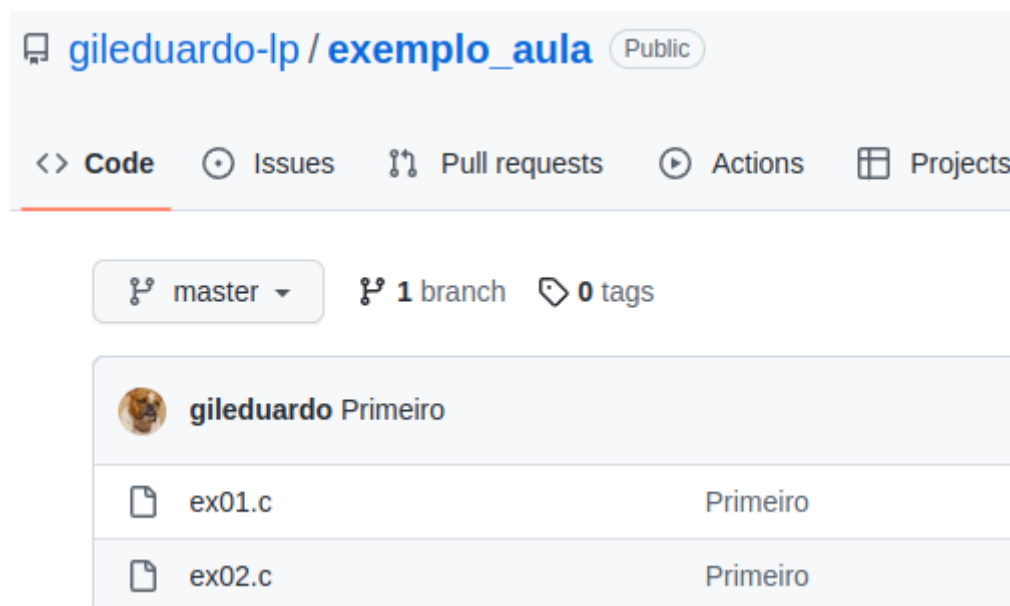 gileduardo-lp / exemplo_aula Public
Code Issues Pull requests Actions Projects
master 1 branch 0 tags
gileduardo Primeiro
ex01.c Primeiro
ex02.c Primeiro